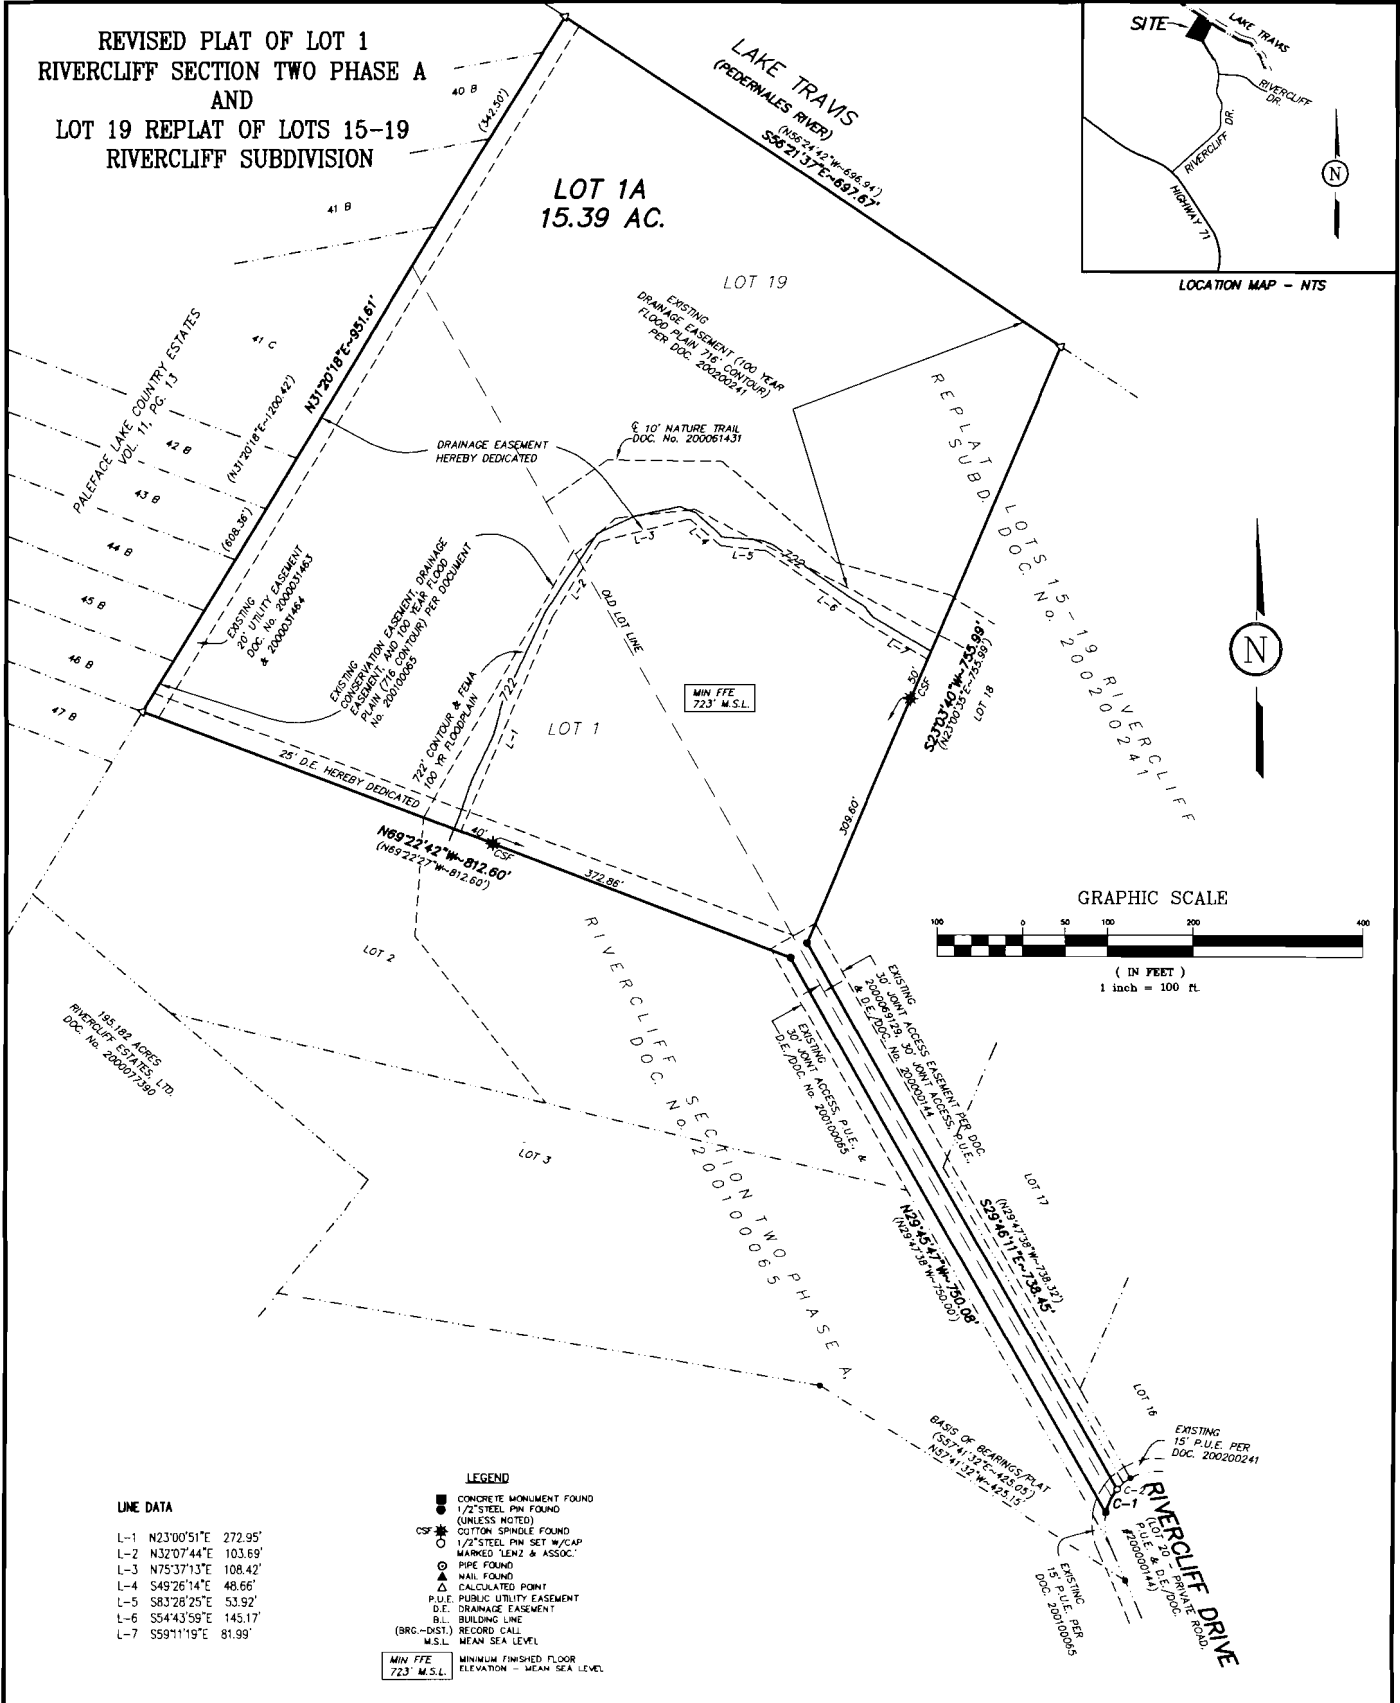 REVISED PLAT OF LOT 1
RIVERCLIFF SECTION TWO PHASE A
AND
LOT 19 REPLAT OF LOTS 15-19
RIVERCLIFF SUBDIVISION
SITE
LAKE TRAVIS
RIVERCLIFF
DR.
RIVERCLIFF DR.
HIGHWAY 71
N
LOCATION MAP - NTS
LAKE TRAVIS
(PEDERNALES RIVER)
(N56°24'42"W~696.94')
S56°21'37"E~697.67'
40 B
(342.50')
41 B
LOT 1A
15.39 AC.
LOT 19
EXISTING
DRAINAGE EASEMENT (100 YEAR
FLOOD PLAIN 716' CONTOUR)
PER DOC. 200200241
PALEFACE LAKE COUNTRY ESTATES
VOL. 11, PG. 13
41 C
N31°20'18"E~951.61'
(N31°20'18"E~1200.42')
42 B
43 B
44 B
45 B
46 B
47 B
(608.36')
DRAINAGE EASEMENT
HEREBY DEDICATED
℄ 10' NATURE TRAIL
DOC. No. 200061431
REPLAT LOTS 15-19 RIVERCLIFF
SUBD. DOC. No. 200200241
EXISTING
20' UTILITY EASEMENT
DOC. No. 2000031463
& 2000031464
EXISTING
CONSERVATION EASEMENT, DRAINAGE
EASEMENT, AND 100 YEAR FLOOD
PLAIN (716 CONTOUR) PER DOCUMENT
No. 200100065
L-3
L-4
L-5
722
L-6
L-7
L-2
OLD LOT LINE
722
L-1
722' CONTOUR & FEMA
100 YR FLOODPLAIN
MIN FFE
723' M.S.L.
LOT 1
50'
CSF
S23°03'40"W~755.99'
(N23°00'35"E~755.99')
LOT 18
N
25' D.E. HEREBY DEDICATED
40'
CSF
N69°22'42"W~812.60'
(N69°22'27"W~812.60')
372.86'
309.60'
GRAPHIC SCALE
100 0 50 100 200 400
( IN FEET )
1 inch = 100 ft.
LOT 2
RIVERCLIFF SECTION TWO PHASE A,
DOC. No. 200100065
195.182 ACRES
RIVERCLIFF ESTATES, LTD.
DOC. No. 2000077390
EXISTING
30' JOINT ACCESS EASEMENT PER DOC.
2000069129, 30' JOINT ACCESS, P.U.E.,
& D.E./DOC. No. 200000144
EXISTING
30' JOINT ACCESS, P.U.E., &
D.E./DOC. No. 200100065
LOT 3
LOT 17
(N29°47'38"W~738.32')
S29°46'11"E~738.45'
N29°45'47"W~750.08'
(N29°47'38"W~750.00')
LOT 16
BASIS OF BEARINGS/PLAT
(S57°41'32"E~425.05')
N57°41'32"W~425.15'
EXISTING
15' P.U.E. PER
DOC. 200200241
C-2
C-1
RIVERCLIFF DRIVE
(LOT 20 - PRIVATE ROAD,
P.U.E. & D.E./DOC.
#200000144)
EXISTING
15' P.U.E. PER
DOC. 200100065
LINE DATA
L-1 N23°00'51"E 272.95'
L-2 N32°07'44"E 103.69'
L-3 N75°37'13"E 108.42'
L-4 S49°26'14"E 48.66'
L-5 S83°28'25"E 53.92'
L-6 S54°43'59"E 145.17'
L-7 S59°11'19"E 81.99'
LEGEND
CONCRETE MONUMENT FOUND
1/2" STEEL PIN FOUND
(UNLESS NOTED)
CSF COTTON SPINDLE FOUND
1/2" STEEL PIN SET W/CAP
MARKED "LENZ & ASSOC."
PIPE FOUND
NAIL FOUND
CALCULATED POINT
P.U.E. PUBLIC UTILITY EASEMENT
D.E. DRAINAGE EASEMENT
B.L. BUILDING LINE
(BRG.~DIST.) RECORD CALL
M.S.L. MEAN SEA LEVEL
MIN FFE MINIMUM FINISHED FLOOR
723' M.S.L. ELEVATION - MEAN SEA LEVEL